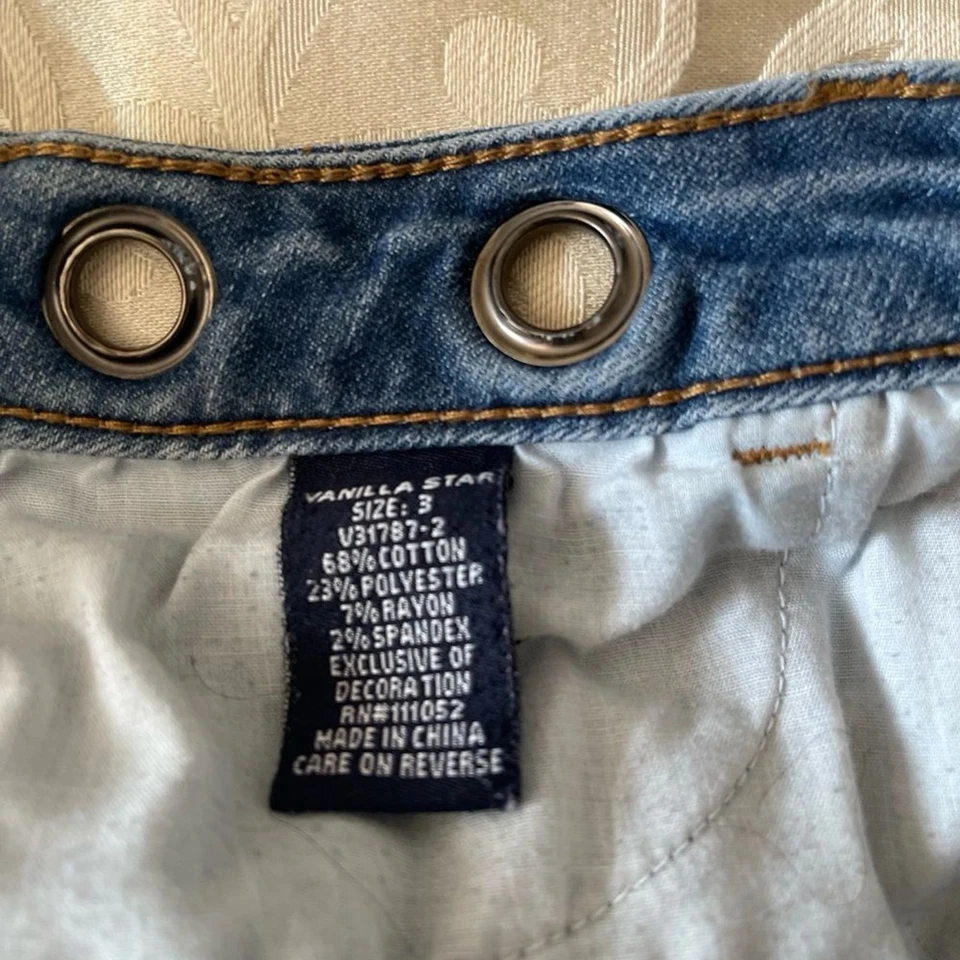 VANILLA STAR
SIZE: 3
V31787-2
68% COTTON
23% POLYESTER
7% RAYON
2% SPANDEX
EXCLUSIVE OF
DECORATION
RN#111052
MADE IN CHINA
CARE ON REVERSE